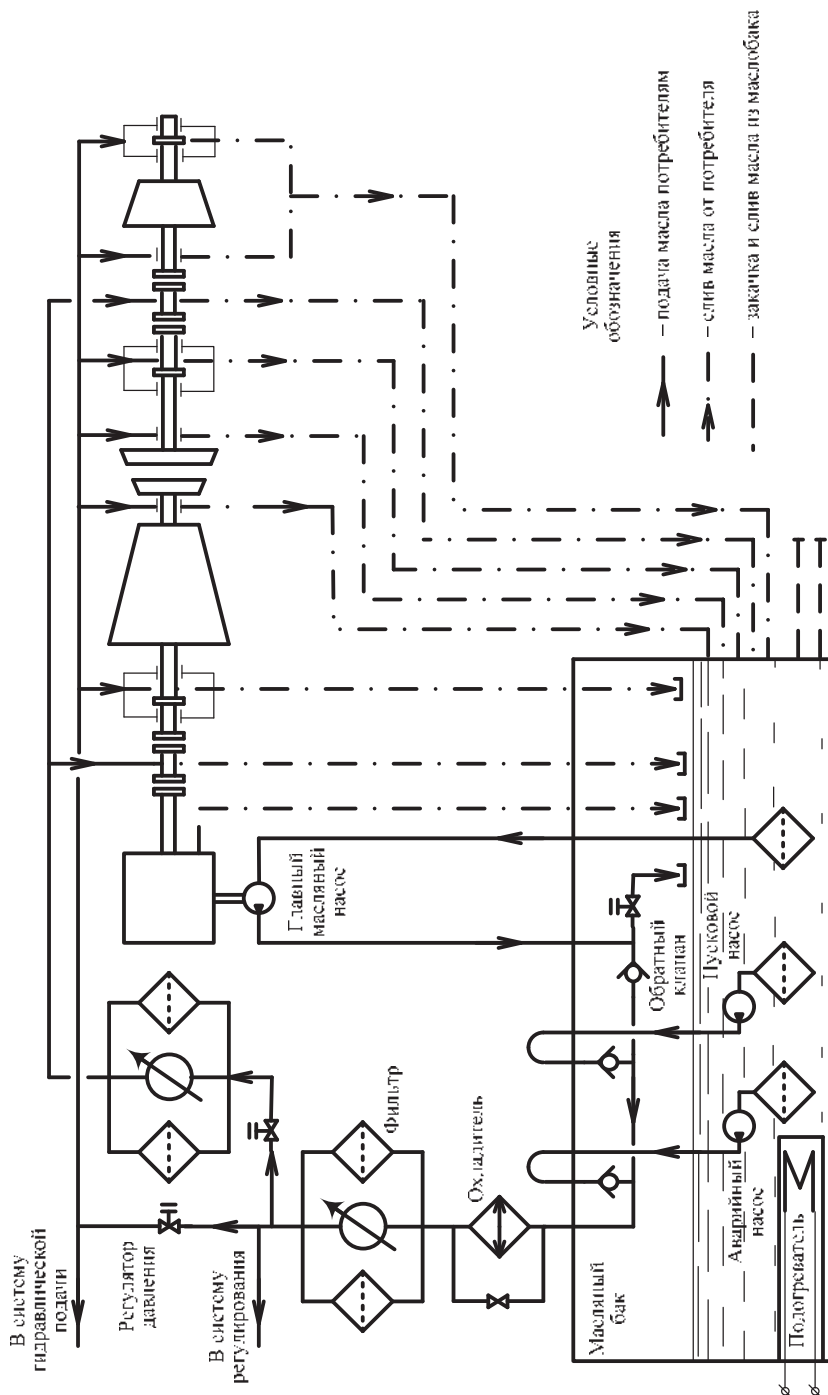 В систему
гидравлической
подачи
Регулятор
давления
В систему
регулирования
Фильтр
Охладитель
Масляный
бак
Подогреватель
Аварийный
насос
Пусковой
насос
Обратный
клапан
Главный
масляный
насос
Условные
обозначения
– подача масла потребителям
– слив масла от потребителя
– закачка и слив масла из маслобака